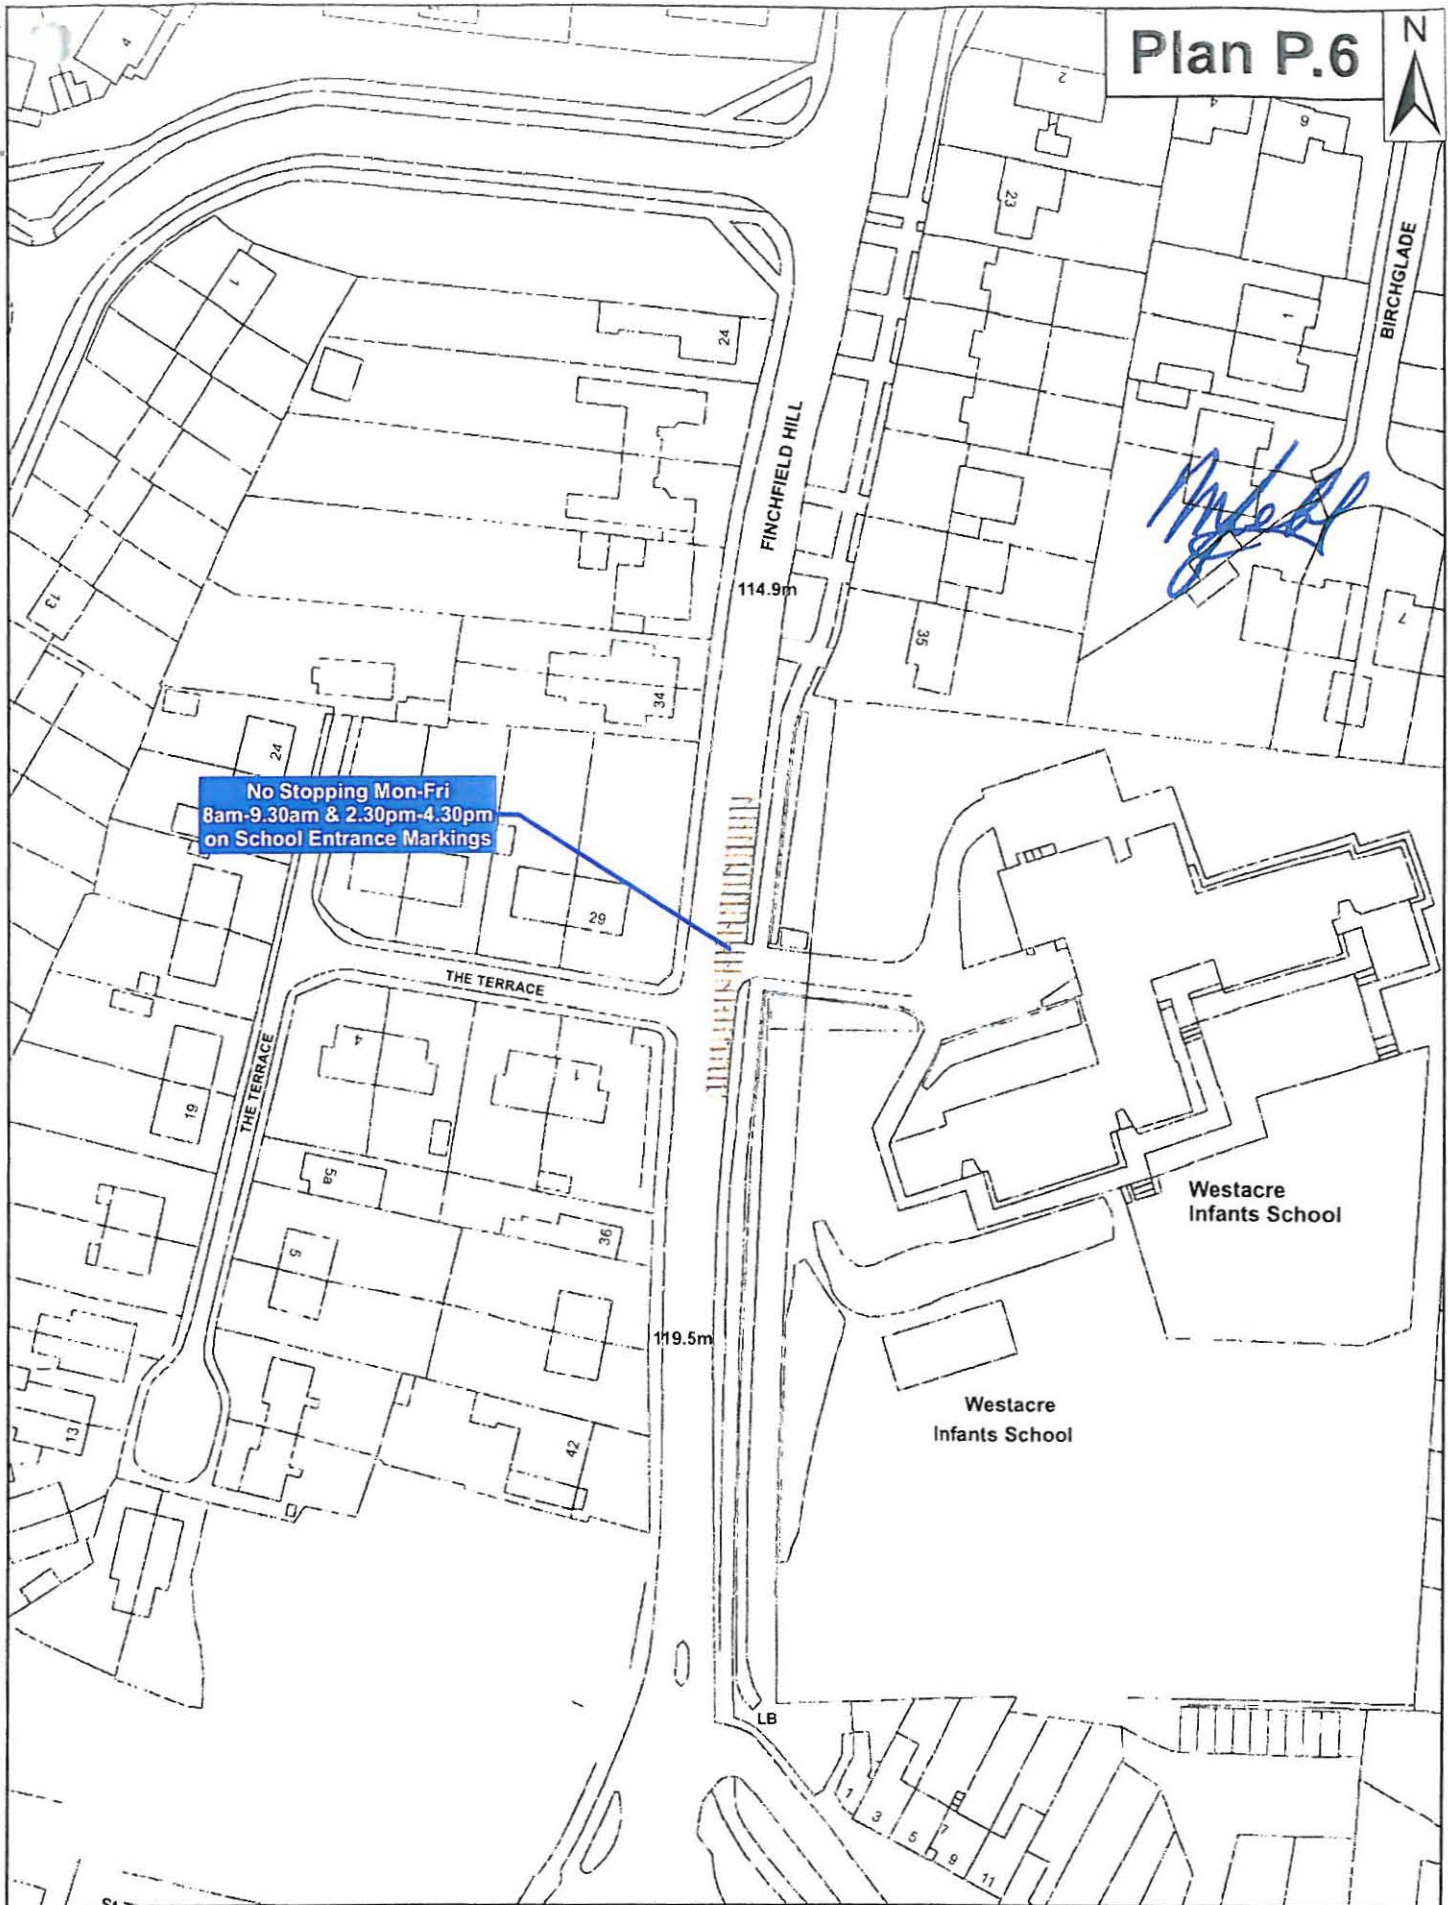 Plan P.6
N
4
2
4
6
23
1
1
BIRCHGLADE
24
FINCHFIELD HILL
114.9m
13
35
7
34
24
No Stopping Mon-Fri
8am-9.30am & 2.30pm-4.30pm
on School Entrance Markings
29
THE TERRACE
4
1
19
THE TERRACE
5a
Westacre
Infants School
36
5
119.5m
Westacre
Infants School
13
42
LB
1
3
5
7
9
11